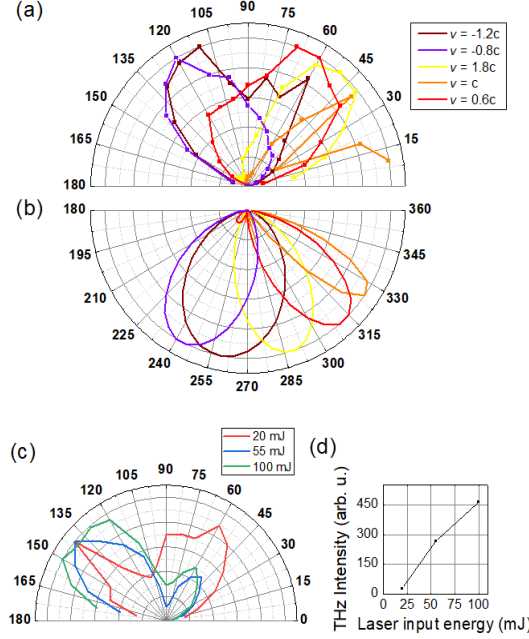 (a)
90
105
75
120
60
135
45
150
30
165
15
180
v = -1.2c
v = -0.8c
v = 1.8c
v = c
v = 0.6c
(b)
180
360
195
345
210
330
225
315
240
300
255
285
270
(c)
90
105
75
120
60
135
45
150
30
165
15
180
0
20 mJ
55 mJ
100 mJ
(d)
THz Intensity (arb. u.)
450
300
150
0
0 25 50 75 100
Laser input energy (mJ)